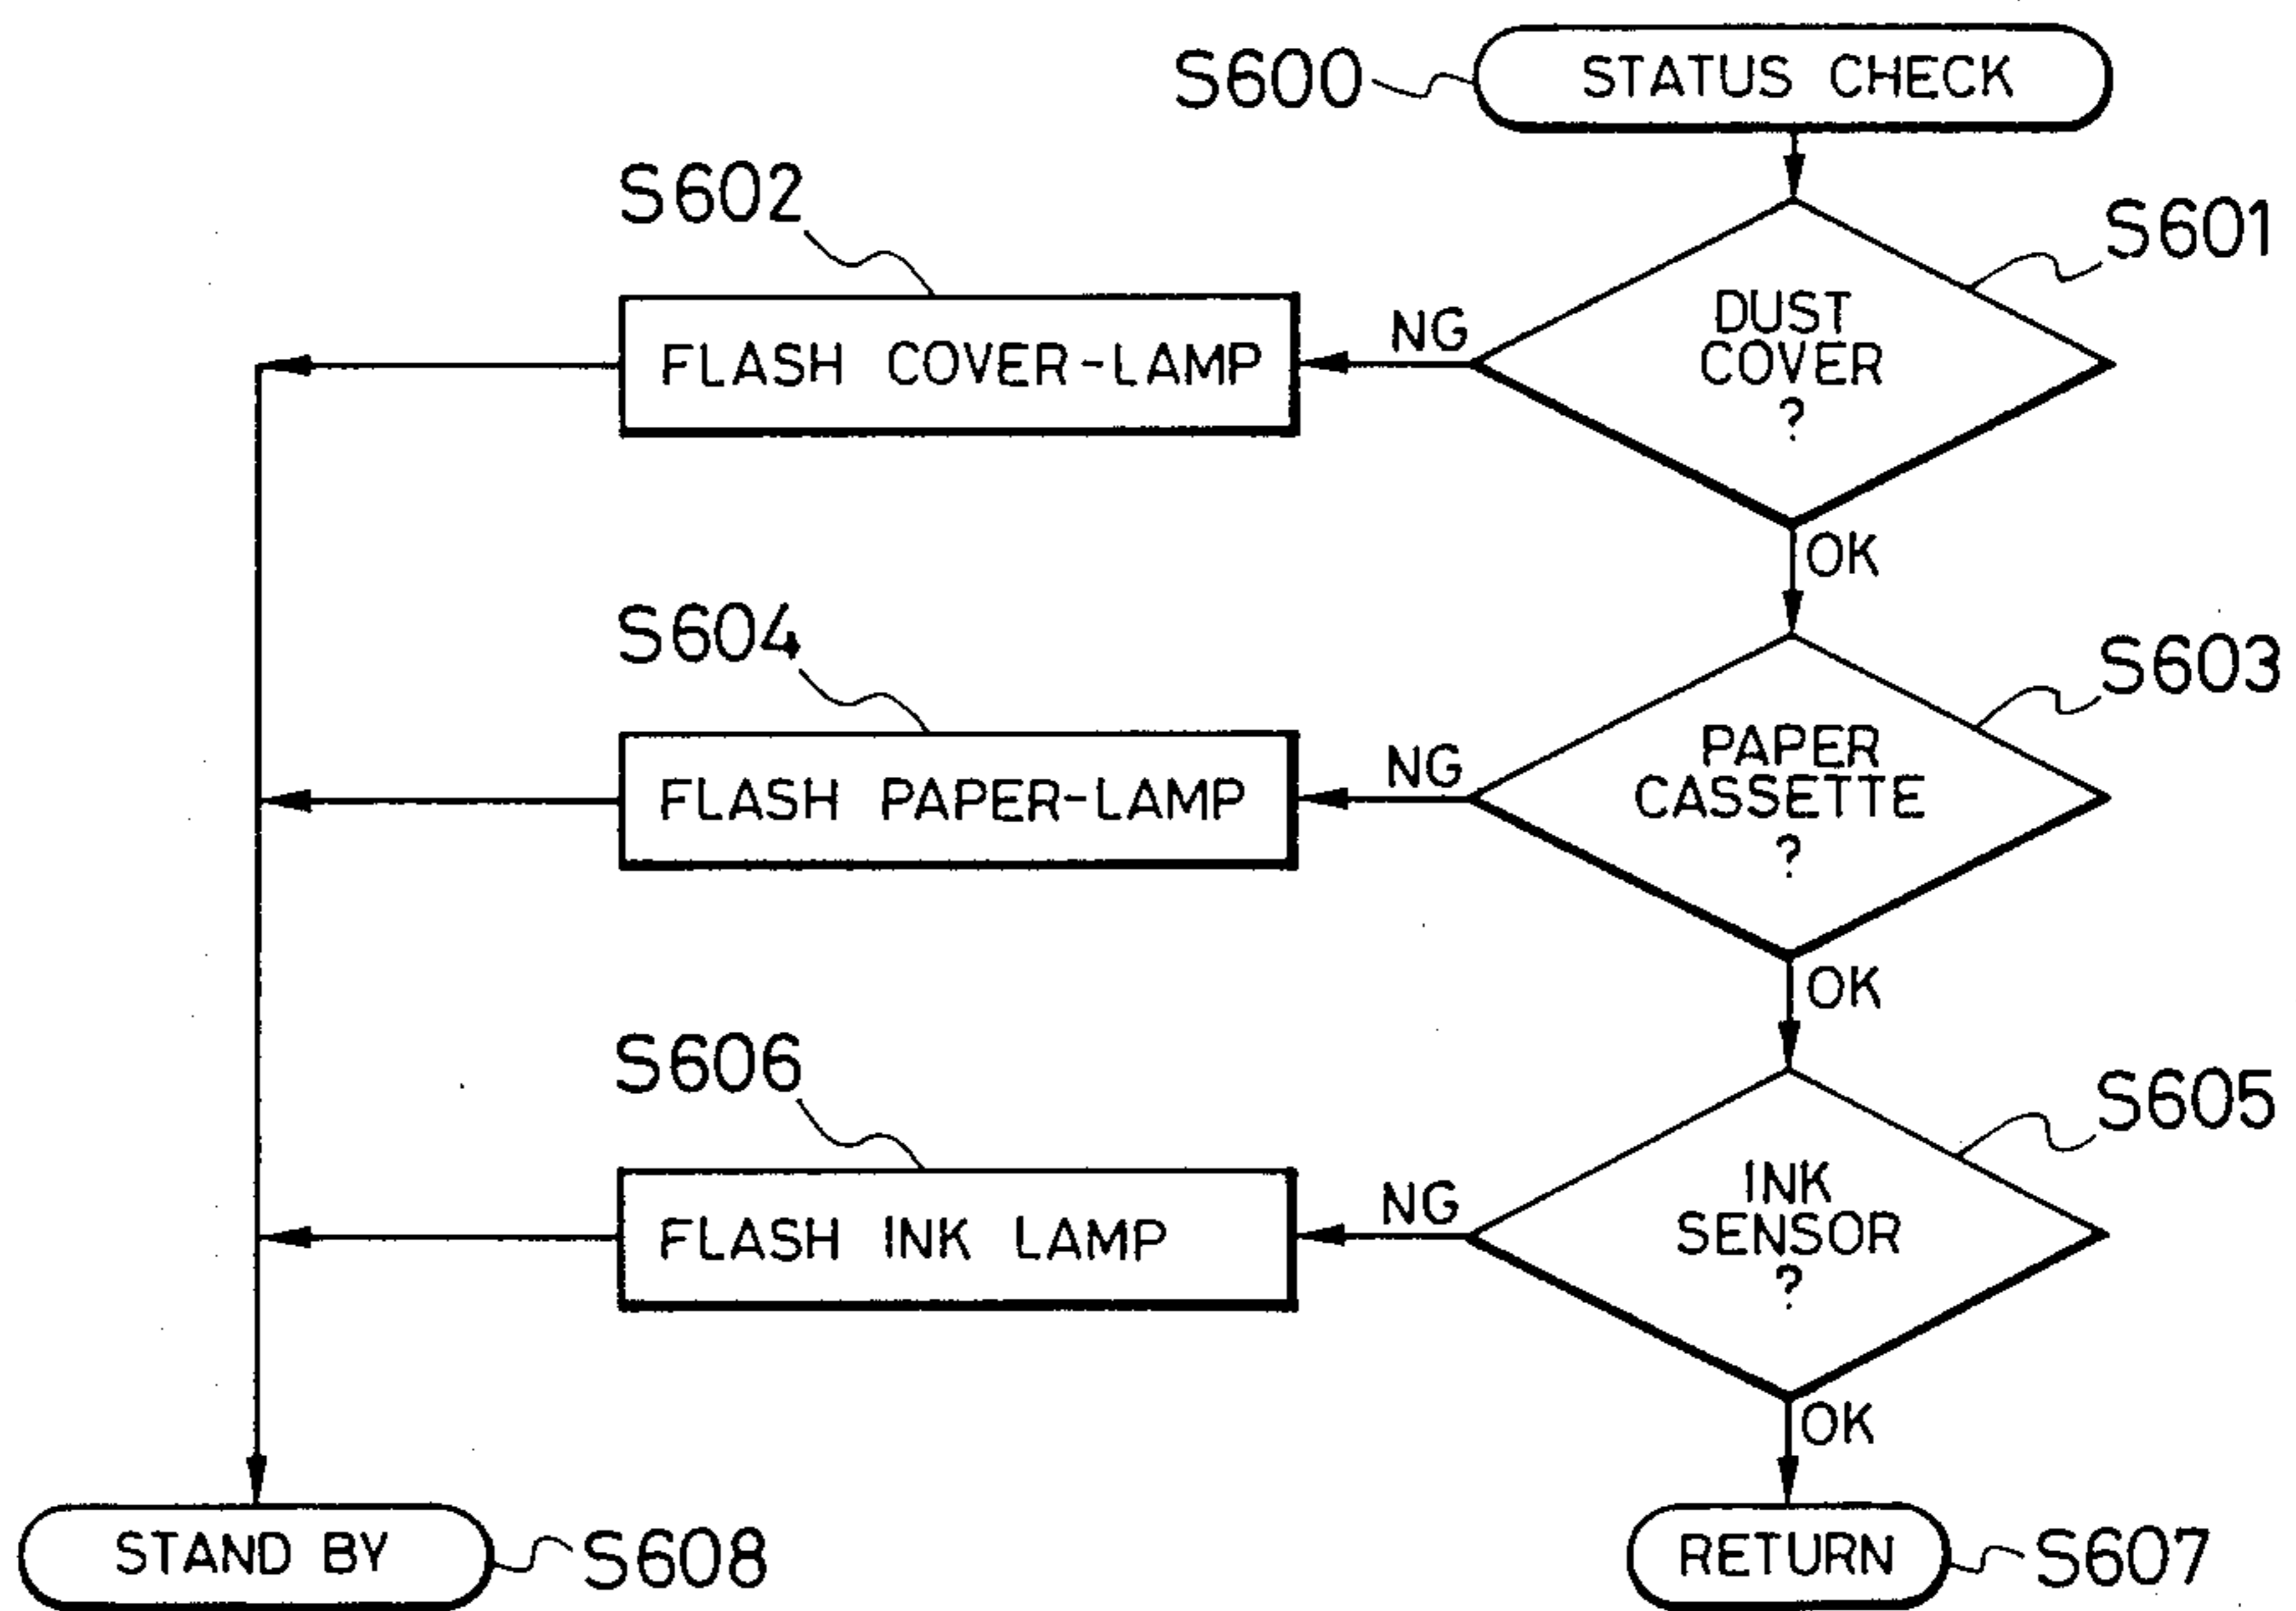 S600
STATUS CHECK
S602
S601
DUST
COVER
?
NG
FLASH COVER-LAMP
OK
S604
S603
PAPER
CASSETTE
?
NG
FLASH PAPER-LAMP
OK
S606
S605
INK
SENSOR
?
NG
FLASH INK LAMP
OK
STAND BY
S608
RETURN
S607